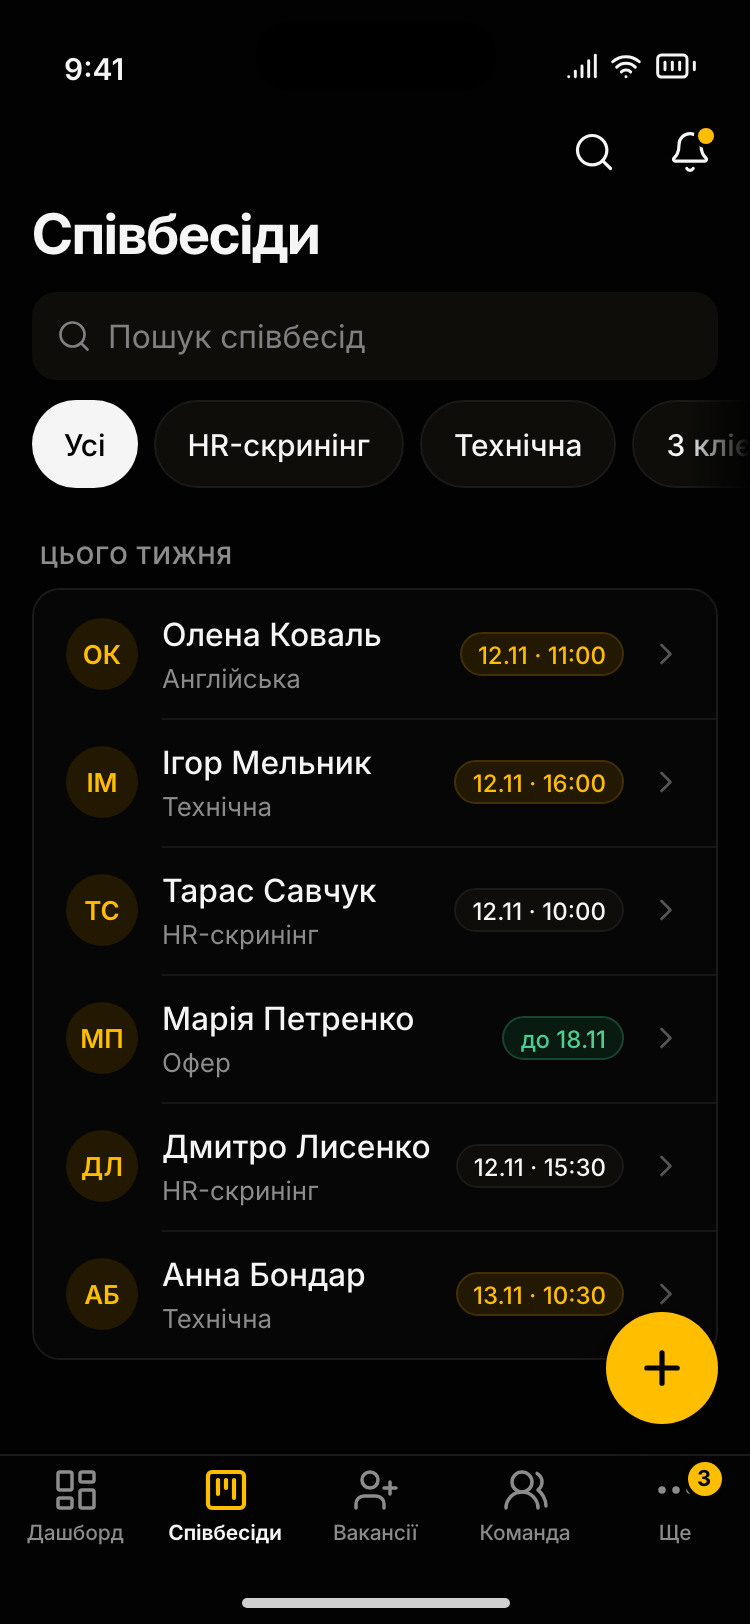 9:41
Співбесіди
Пошук співбесід
Усі
HR-скринінг
Технічна
З кліє
ЦЬОГО ТИЖНЯ
ОК
Олена Коваль
Англійська
12.11 · 11:00
ІМ
Ігор Мельник
Технічна
12.11 · 16:00
ТС
Тарас Савчук
HR-скринінг
12.11 · 10:00
МП
Марія Петренко
Офер
до 18.11
ДЛ
Дмитро Лисенко
HR-скринінг
12.11 · 15:30
АБ
Анна Бондар
Технічна
13.11 · 10:30
Дашборд
Співбесіди
Вакансії
Команда
3
Ще